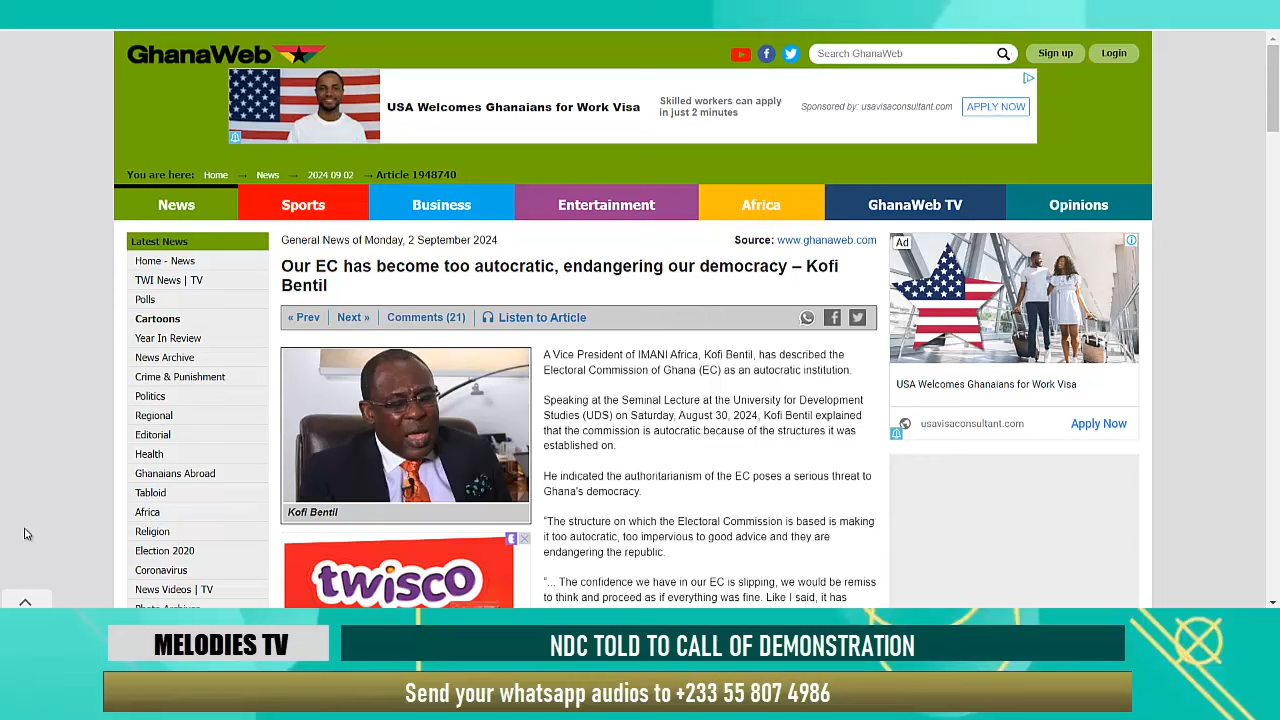 GhanaWeb
Search GhanaWeb
Sign up
Login
USA Welcomes Ghanaians for Work Visa
Skilled workers can apply
in just 2 minutes
Sponsored by: usavisaconsultant.com
APPLY NOW
You are here: Home → News → 2024 09 02 → Article 1948740
News
Sports
Business
Entertainment
Africa
GhanaWeb TV
Opinions
Latest News
Home - News
TWI News | TV
Polls
Cartoons
Year In Review
News Archive
Crime & Punishment
Politics
Regional
Editorial
Health
Ghanaians Abroad
Tabloid
Africa
Religion
Election 2020
Coronavirus
News Videos | TV
General News of Monday, 2 September 2024
Source: www.ghanaweb.com
Our EC has become too autocratic, endangering our democracy – Kofi
Bentil
« Prev
Next »
Comments (21)
Listen to Article
Kofi Bentil
twisco
A Vice President of IMANI Africa, Kofi Bentil, has described the
Electoral Commission of Ghana (EC) as an autocratic institution.
Speaking at the Seminal Lecture at the University for Development
Studies (UDS) on Saturday, August 30, 2024, Kofi Bentil explained
that the commission is autocratic because of the structures it was
established on.
He indicated the authoritarianism of the EC poses a serious threat to
Ghana's democracy.
“The structure on which the Electoral Commission is based is making
it too autocratic, too impervious to good advice and they are
endangering the republic.
“... The confidence we have in our EC is slipping, we would be remiss
to think and proceed as if everything was fine. Like I said, it has
Ad
USA Welcomes Ghanaians for Work Visa
usavisaconsultant.com
Apply Now
MELODIES TV
NDC TOLD TO CALL OF DEMONSTRATION
Send your whatsapp audios to +233 55 807 4986